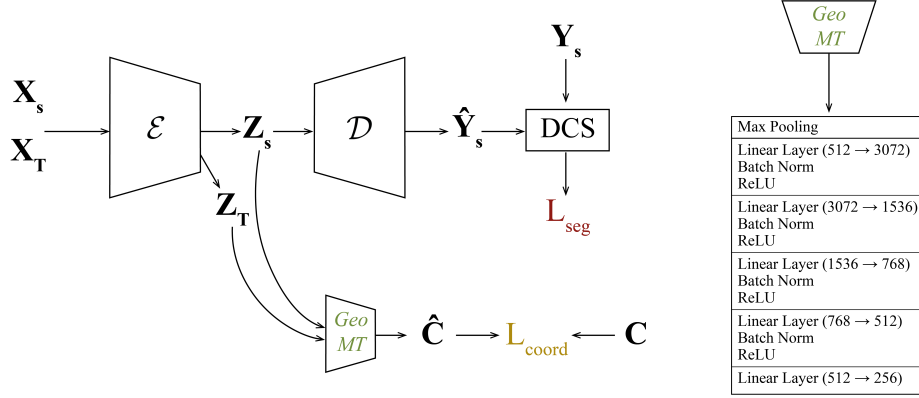 X_s
X_T
ℰ
Z_s
Z_T
𝒟
Ŷ_s
Y_s
DCS
L_seg
Geo
MT
Ĉ
L_coord
C
Geo
MT
Max Pooling
Linear Layer (512 → 3072)
Batch Norm
ReLU
Linear Layer (3072 → 1536)
Batch Norm
ReLU
Linear Layer (1536 → 768)
Batch Norm
ReLU
Linear Layer (768 → 512)
Batch Norm
ReLU
Linear Layer (512 → 256)